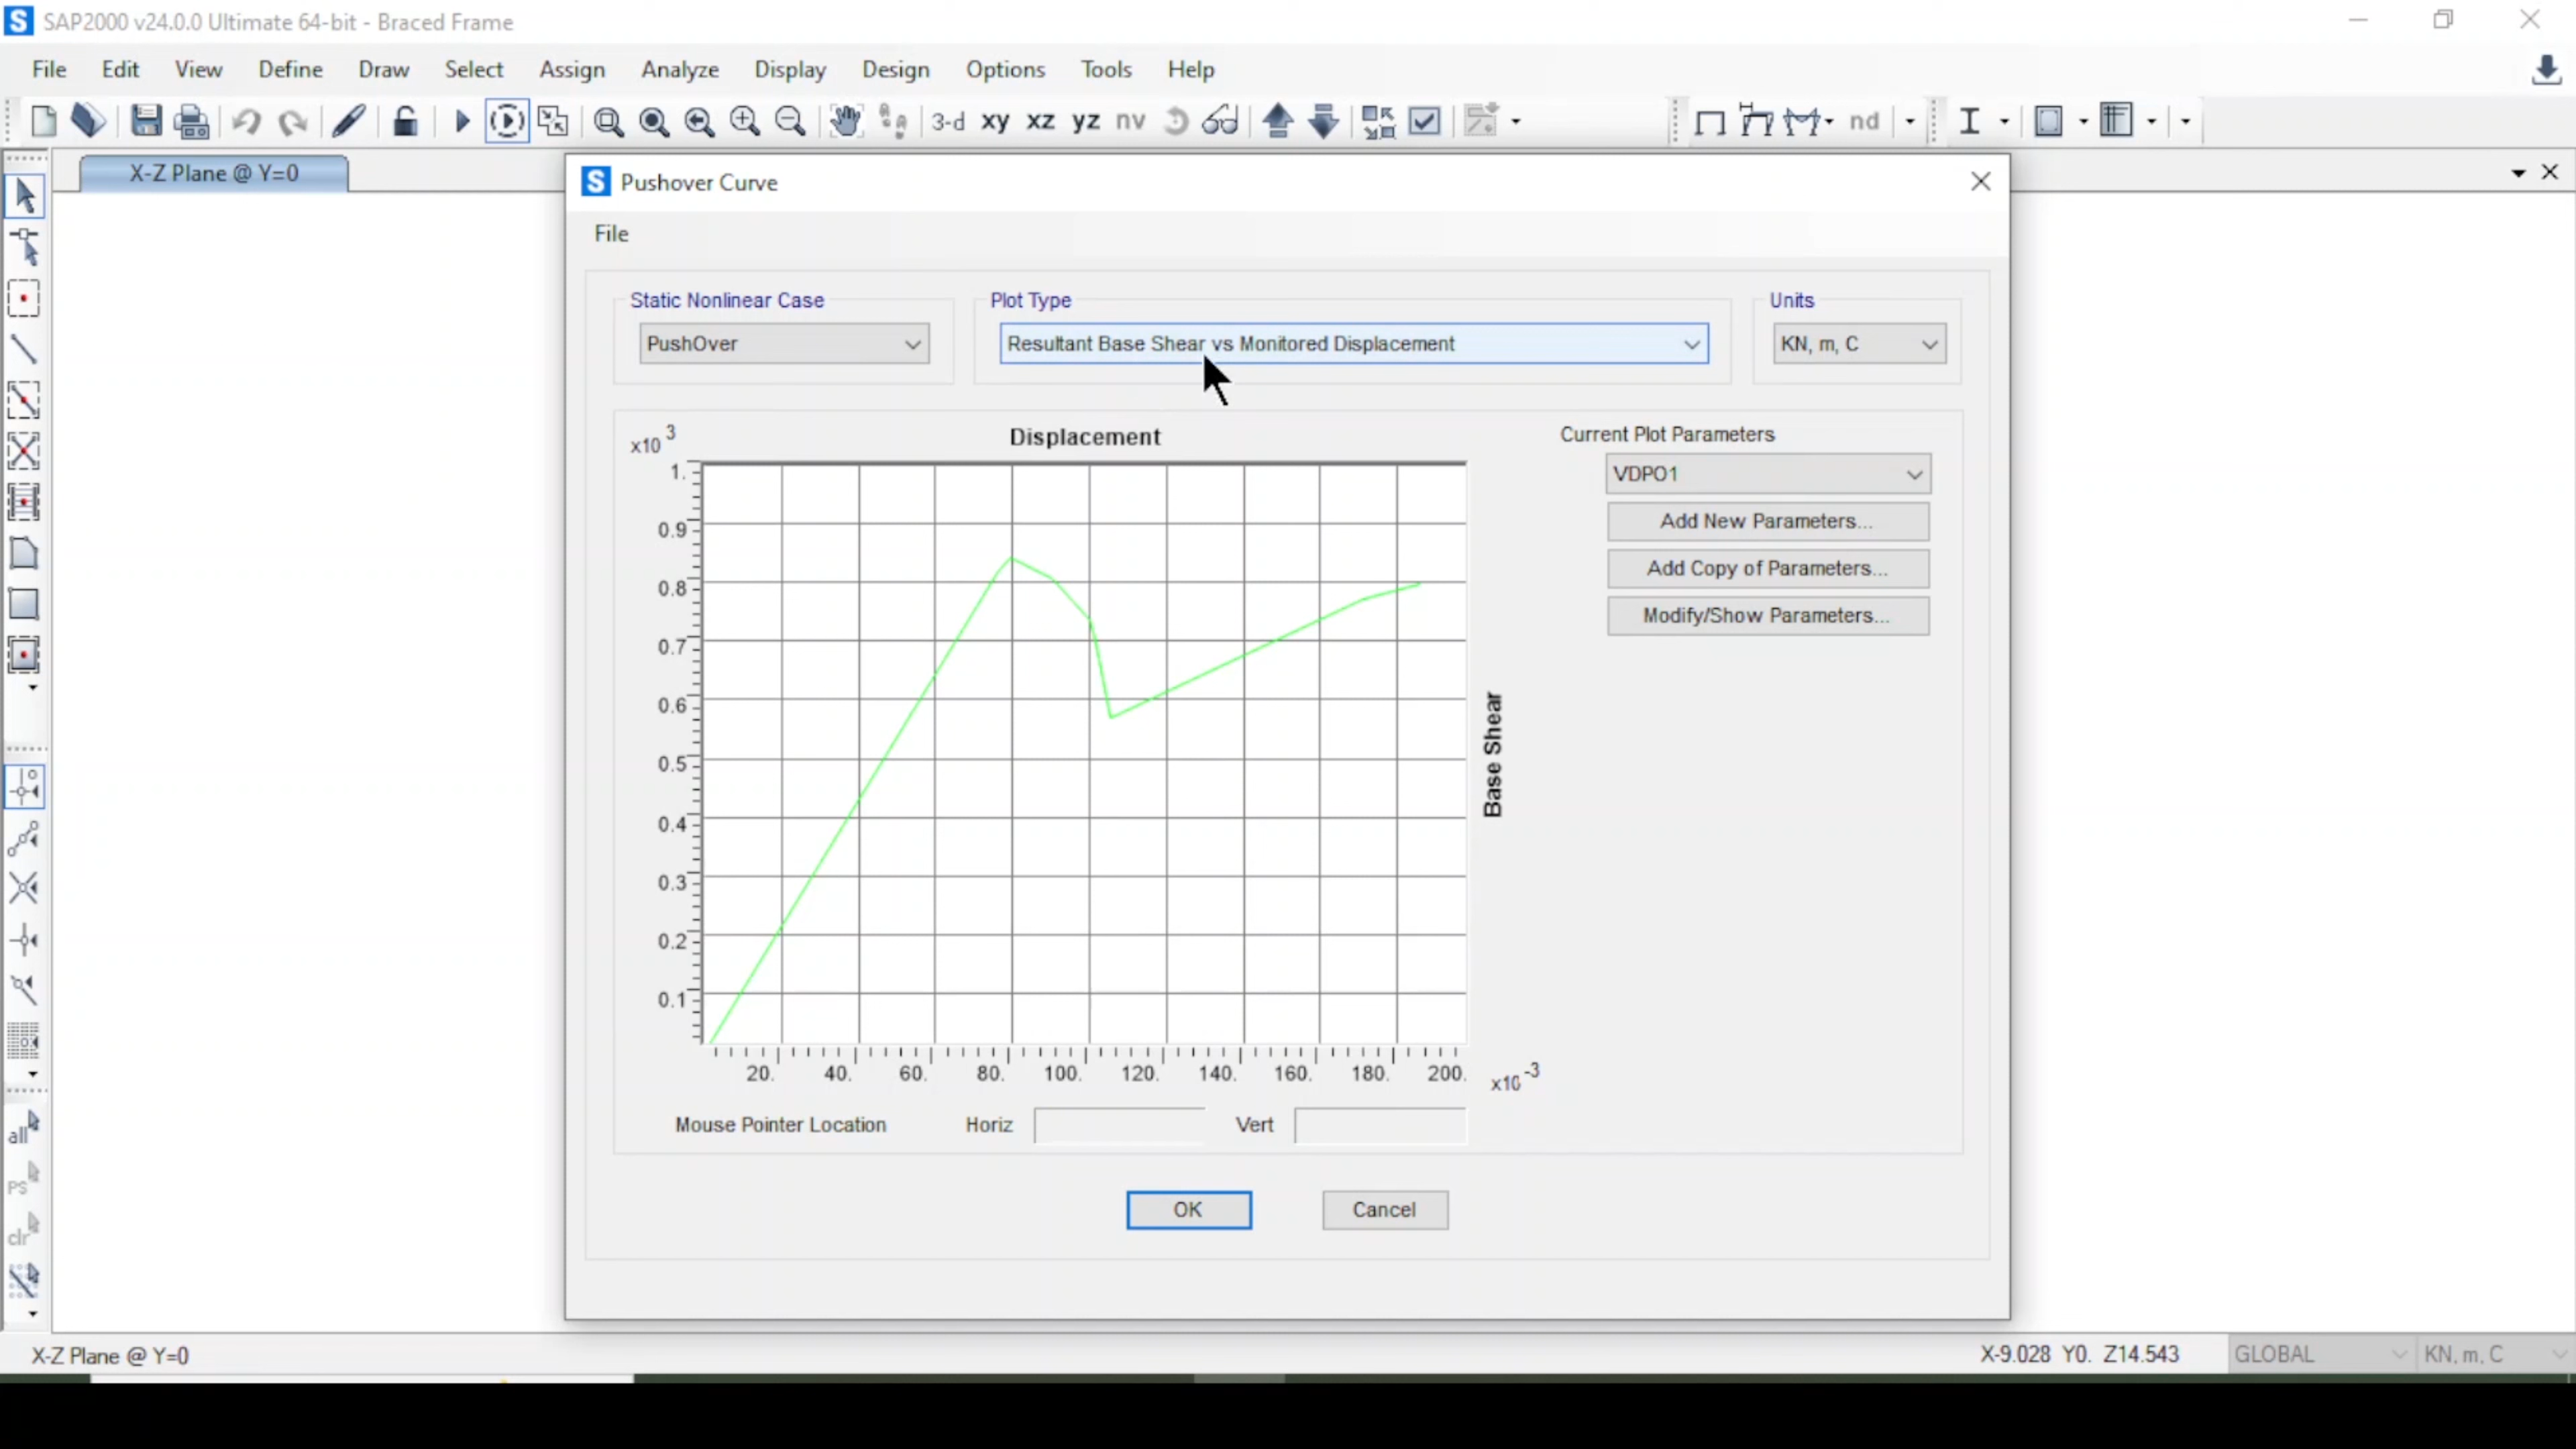 S SAP2000 v24.0.0 Ultimate 64-bit - Braced Frame
File Edit View Define Draw Select Assign Analyze Display Design Options Tools Help
3-d xy xz yz nv nd
X-Z Plane @ Y=0
S Pushover Curve
File
Static Nonlinear Case Plot Type Units
PushOver Resultant Base Shear vs Monitored Displacement KN, m, C
x10 3 Displacement
Current Plot Parameters
VDPO1
Add New Parameters...
Add Copy of Parameters...
Modify/Show Parameters...
1.
0.9
0.8
0.7
0.6
0.5
0.4
0.3
0.2
0.1
Base Shear
20. 40. 60. 80. 100. 120. 140. 160. 180. 200. x10 -3
Mouse Pointer Location Horiz Vert
OK Cancel
all
ps
clr
X-Z Plane @ Y=0 X-9.028 Y0. Z14.543 GLOBAL KN, m, C